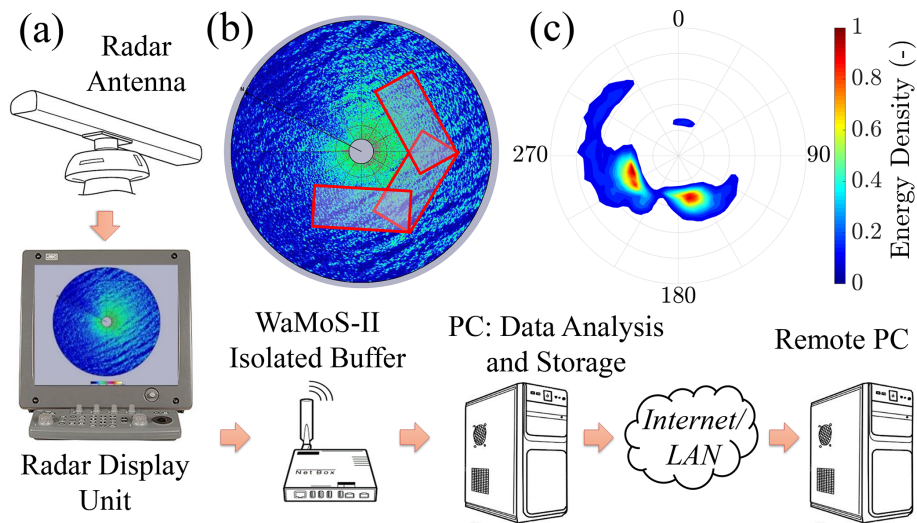 (a)
Radar
Antenna
(b)
(c)
0
90
180
270
1
0.8
0.6
0.4
0.2
0
Energy Density (-)
JRC
WaMoS-II
Isolated Buffer
PC: Data Analysis
and Storage
Remote PC
Net Box
Internet/
LAN
Radar Display
Unit